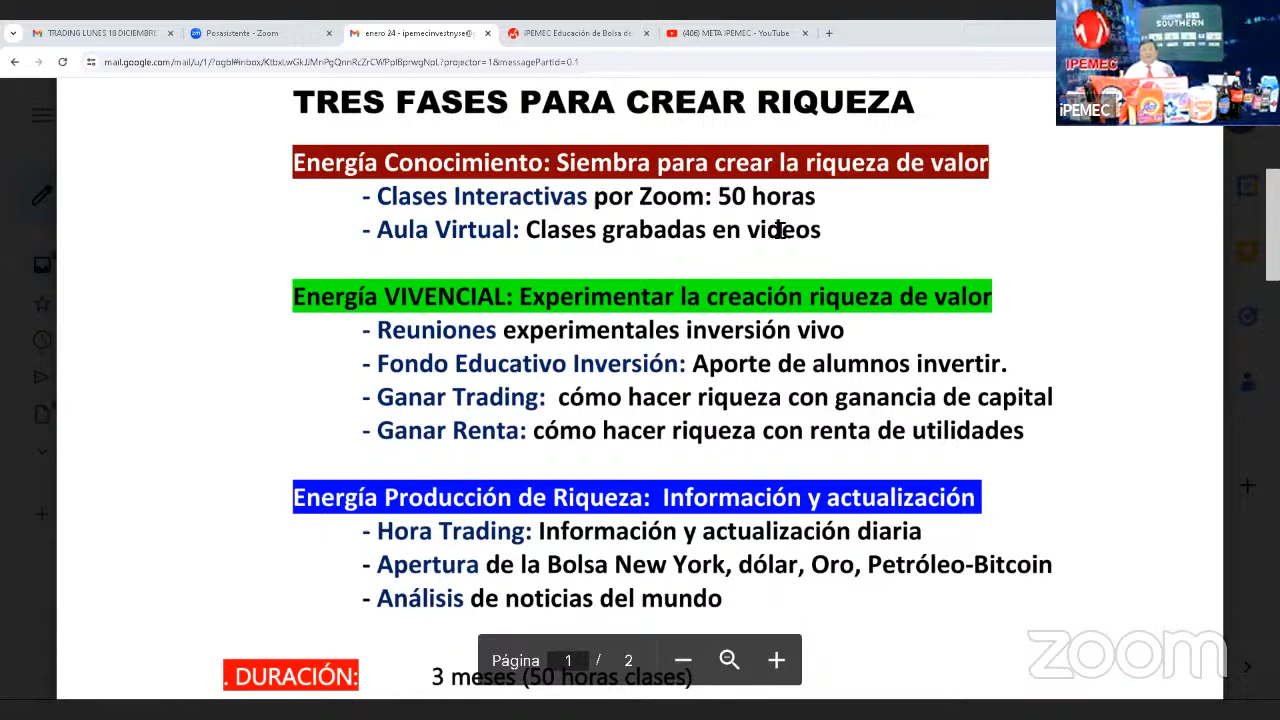 TRADING LUNES 18 DICIEMBRE
Posasistente - Zoom
enero 24 - ipemecinvestnyse@
IPEMEC Educación de Bolsa de
(406) META IPEMEC - YouTube
TRES FASES PARA CREAR RIQUEZA
Energía Conocimiento: Siembra para crear la riqueza de valor
- Clases Interactivas por Zoom: 50 horas
- Aula Virtual: Clases grabadas en videos
Energía VIVENCIAL: Experimentar la creación riqueza de valor
- Reuniones experimentales inversión vivo
- Fondo Educativo Inversión: Aporte de alumnos invertir.
- Ganar Trading: cómo hacer riqueza con ganancia de capital
- Ganar Renta: cómo hacer riqueza con renta de utilidades
Energía Producción de Riqueza: Información y actualización
- Hora Trading: Información y actualización diaria
- Apertura de la Bolsa New York, dólar, Oro, Petróleo-Bitcoin
- Análisis de noticias del mundo
. DURACIÓN: 3 meses (50 horas clases)
Página 1 / 2
zoom
IPEMEC
SOUTHERN
iPEMEC